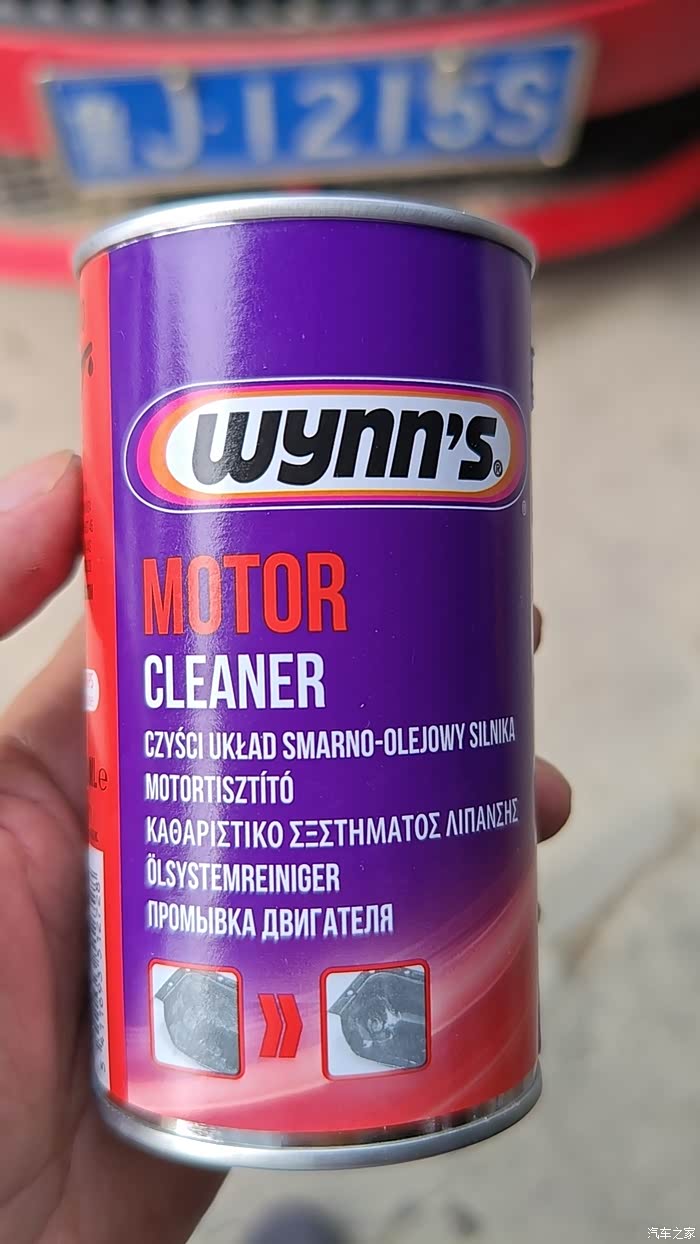 J·1215S
wynn's®
MOTOR
CLEANER
CZYŚCI UKŁAD SMARNO-OLEJOWY SILNIKA
MOTORTISZTÍTÓ
ΚΑΘΑΡΙΣΤΙΚΟ ΣΞΣΤΗΜΑΤΟΣ ΛΙΠΑΝΣΗΣ
ÖLSYSTEMREINIGER
ПРОМЫВКА ДВИГАТЕЛЯ
汽车之家